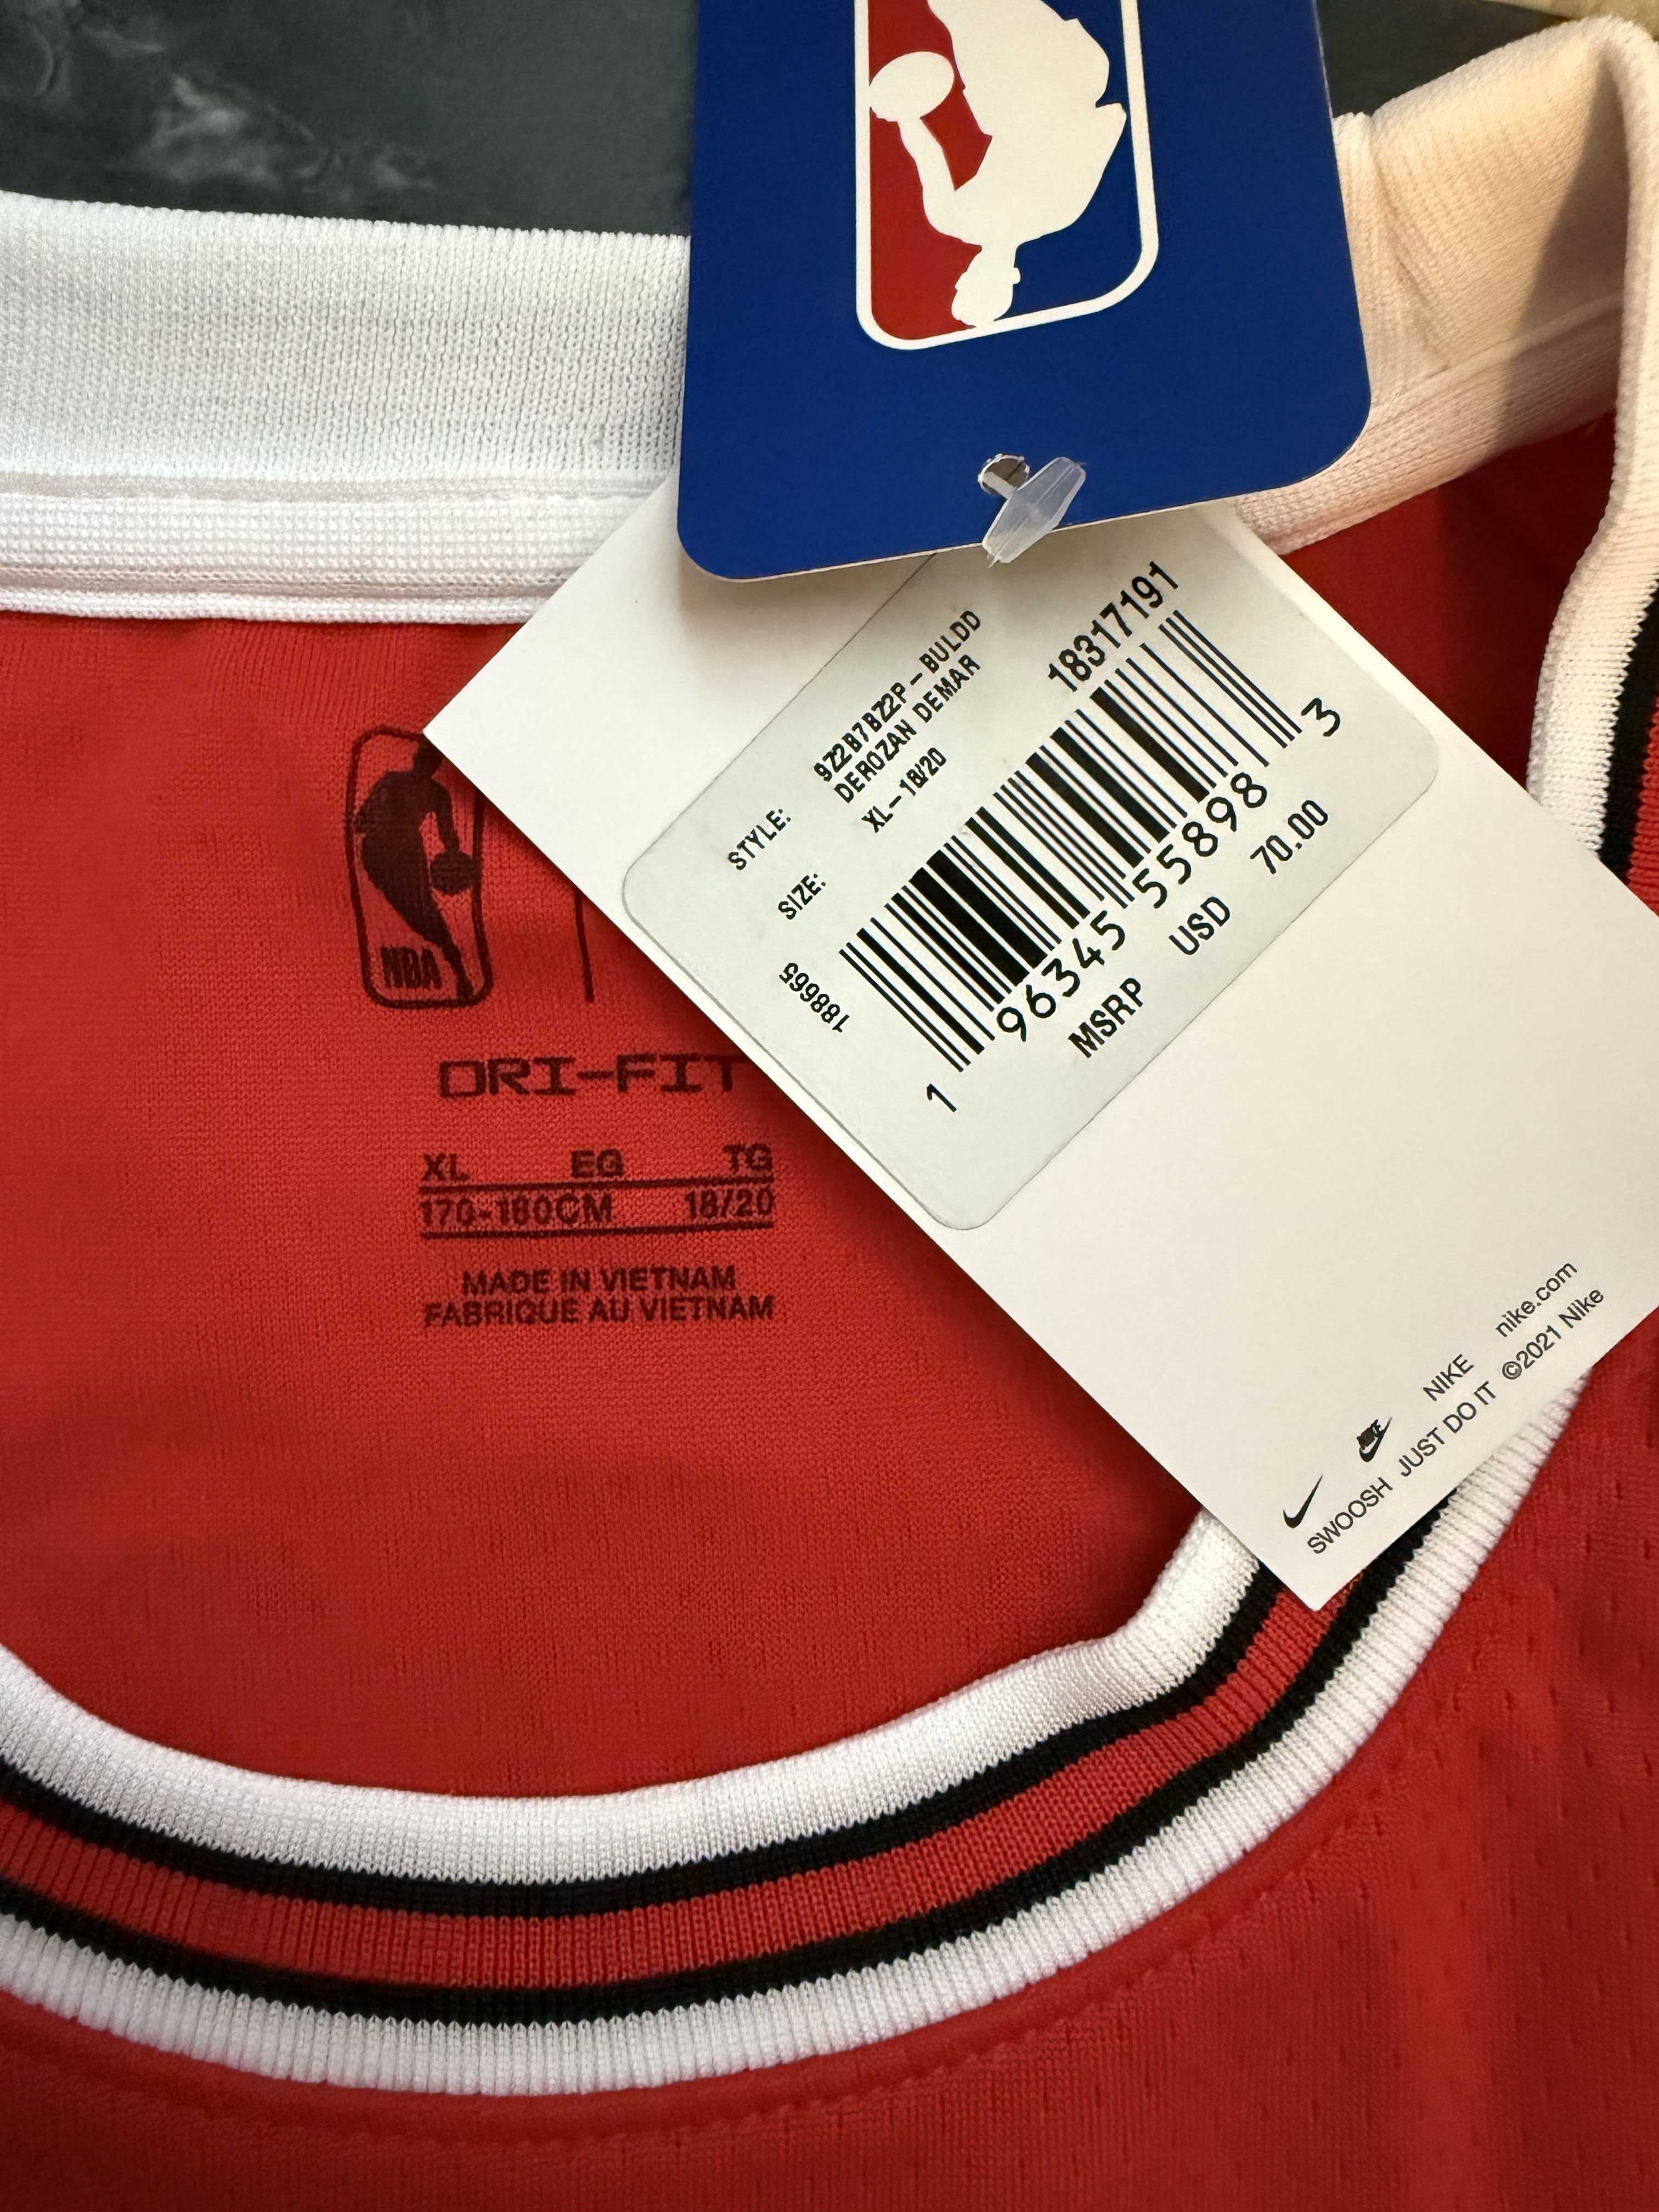 STYLE: 9Z2B7BZ2P - BULDD
DEROZAN DEMAR
SIZE: XL - 18/20
18317191
188665
1 96345 55898 3
MSRP USD 70.00
NIKE nike.com
SWOOSH JUST DO IT ©2021 Nike
NBA
DRI-FIT
XL EG TG
170-180CM 18/20
MADE IN VIETNAM
FABRIQUE AU VIETNAM